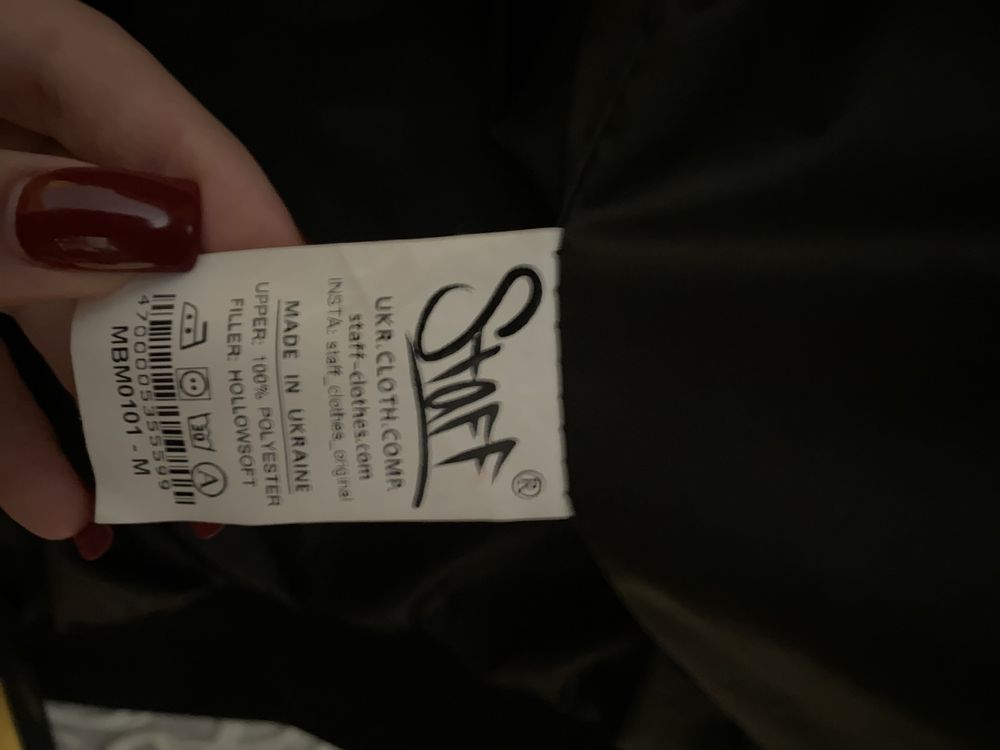 Staff®
UKR.CLOTH.COMP.
staff-clothes.com
INSTA: staff_clothes_original
MADE IN UKRAINE
UPPER: 100% POLYESTER
FILLER: HOLLOWSOFT
30 A
4700000535599
MBM0101 - M